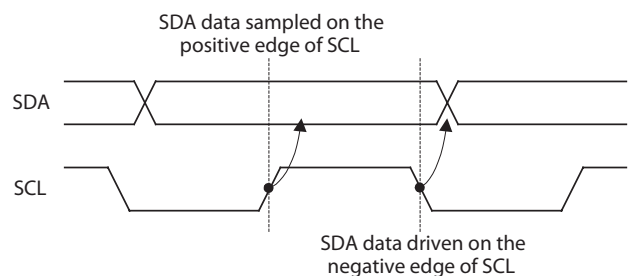 SDA data sampled on the
positive edge of SCL
SDA
SCL
SDA data driven on the
negative edge of SCL